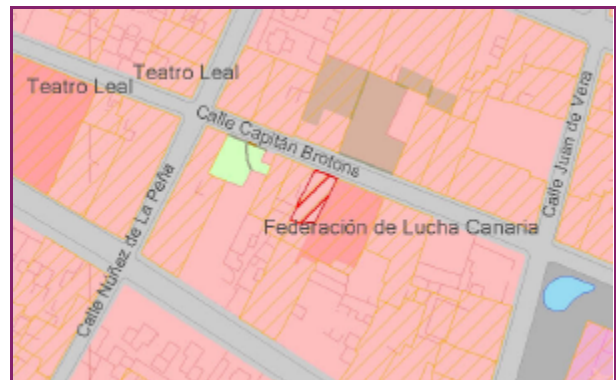 Teatro Leal
Teatro Leal
Calle Capitán Brotons
Calle Juan de Vera
Federación de Lucha Canaria
Calle Núñez de La Peña